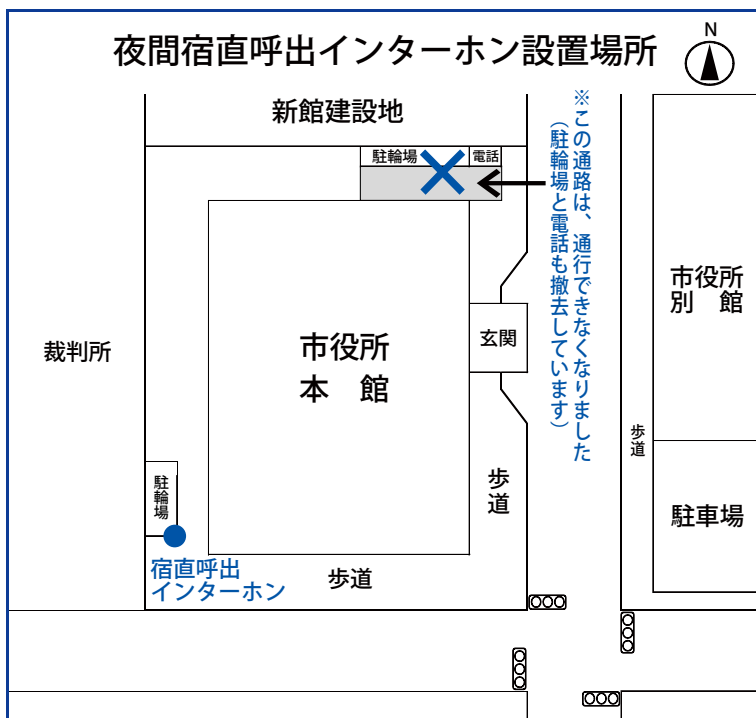 夜間宿直呼出インターホン設置場所
N
新館建設地
駐輪場
電話
※この通路は、通行できなくなりました
（駐輪場と電話も撤去しています）
市役所
別　館
裁判所
市役所
本　館
玄関
歩道
歩道
駐車場
駐輪場
宿直呼出
インターホン
歩道